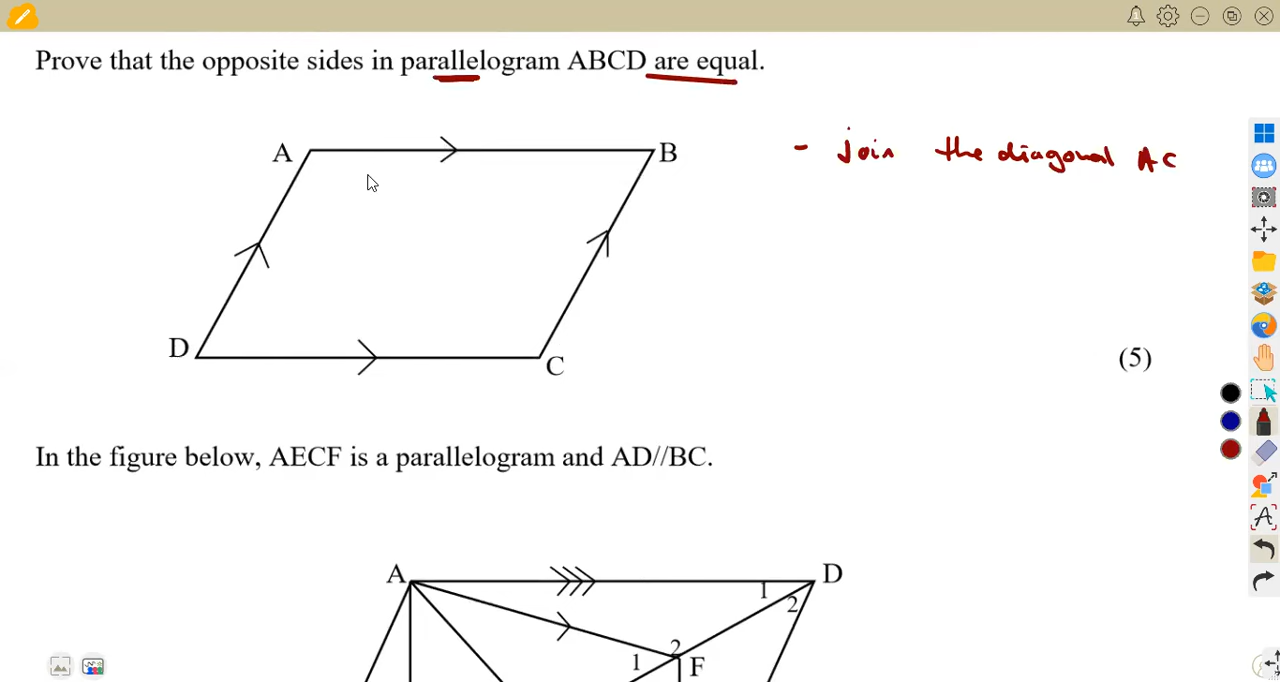 Prove that the opposite sides in parallelogram ABCD are equal.
A
B
- join the diagonal AC
D
C
(5)
In the figure below, AECF is a parallelogram and AD//BC.
A
D
1
2
2
1
F